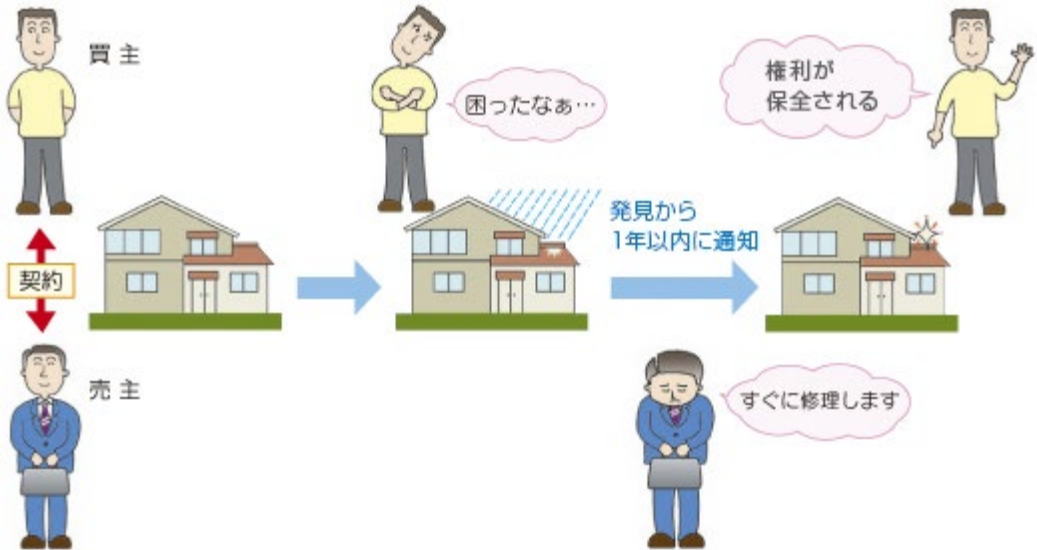 買主
契約
売主
困ったなぁ…
発見から
1年以内に通知
すぐに修理します
権利が
保全される